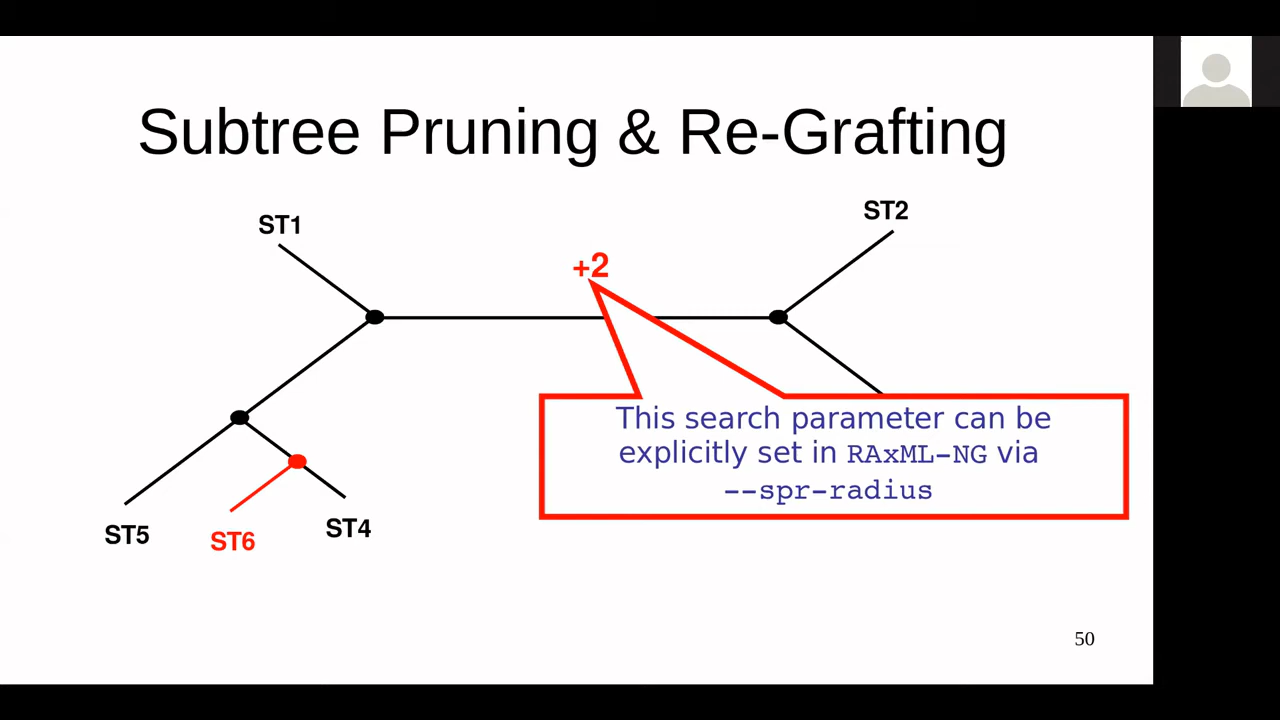 Subtree Pruning & Re-Grafting
ST1
ST2
+2
This search parameter can be
explicitly set in RAxML-NG via
--spr-radius
ST5
ST6
ST4
50